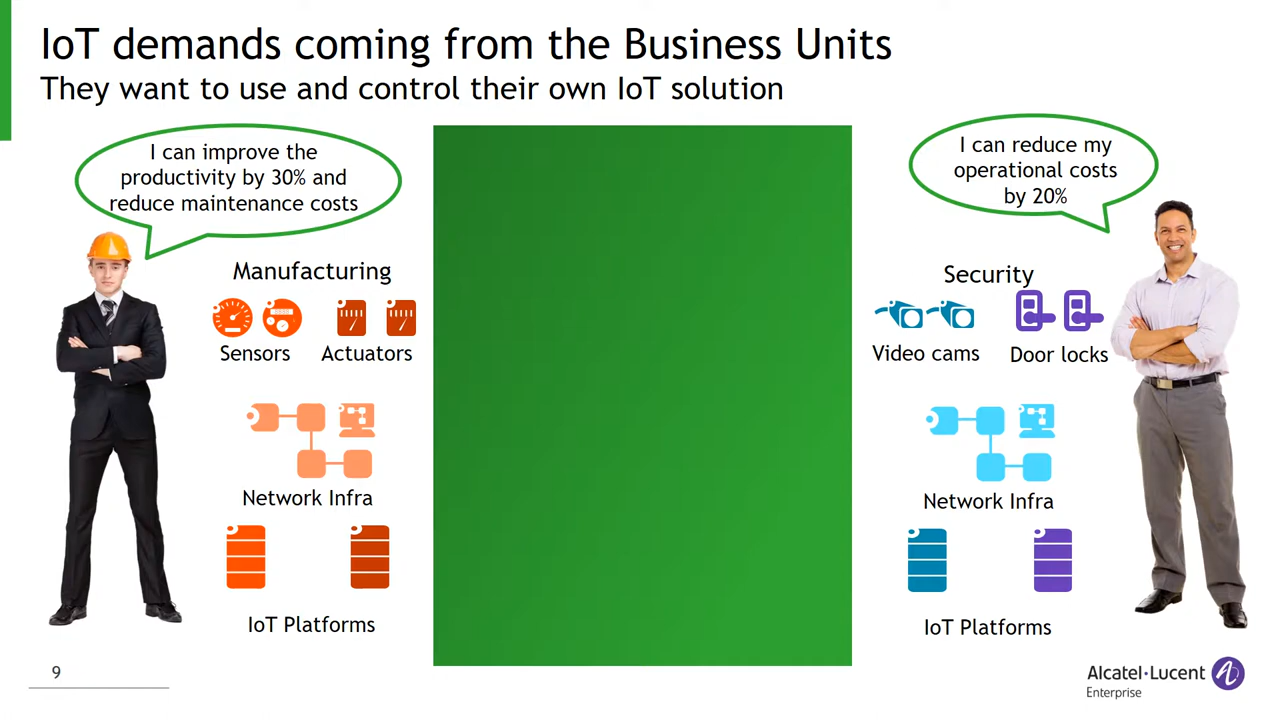 IoT demands coming from the Business Units
They want to use and control their own IoT solution
I can improve the
productivity by 30% and
reduce maintenance costs
Manufacturing
Sensors
Actuators
Network Infra
IoT Platforms
I can reduce my
operational costs
by 20%
Security
Video cams
Door locks
Network Infra
IoT Platforms
9
Alcatel·Lucent
Enterprise